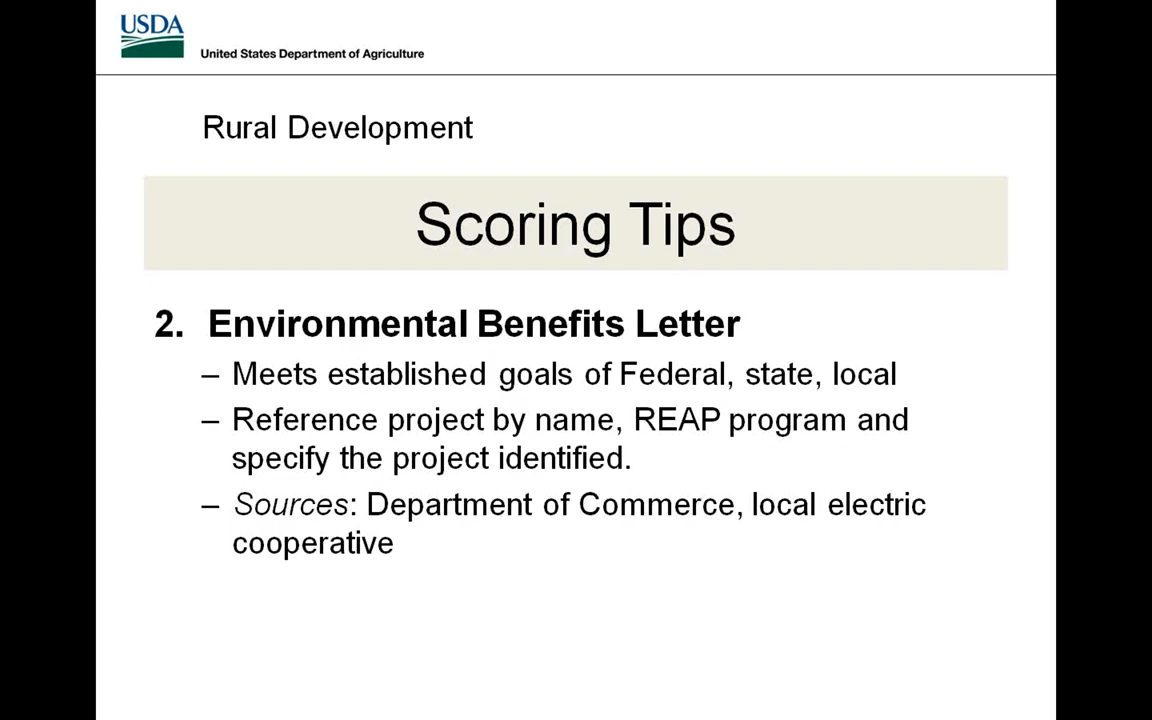 USDA
United States Department of Agriculture
Rural Development
Scoring Tips
2. Environmental Benefits Letter
– Meets established goals of Federal, state, local
– Reference project by name, REAP program and
specify the project identified.
– Sources: Department of Commerce, local electric
cooperative